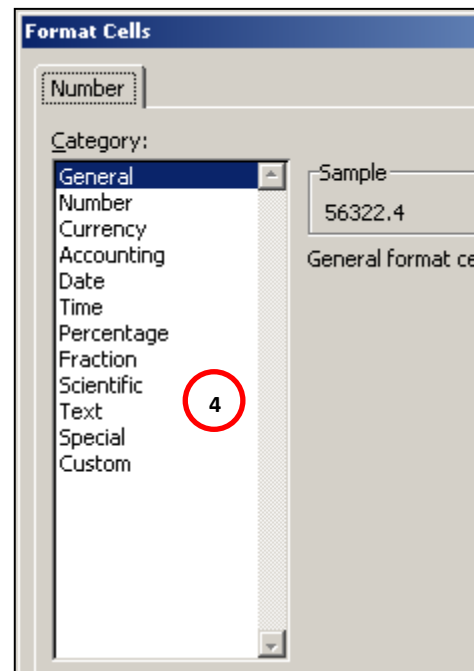 Format Cells
Number
Category:
General
Number
Currency
Accounting
Date
Time
Percentage
Fraction
Scientific
Text
Special
Custom
4
Sample
56322.4
General format ce